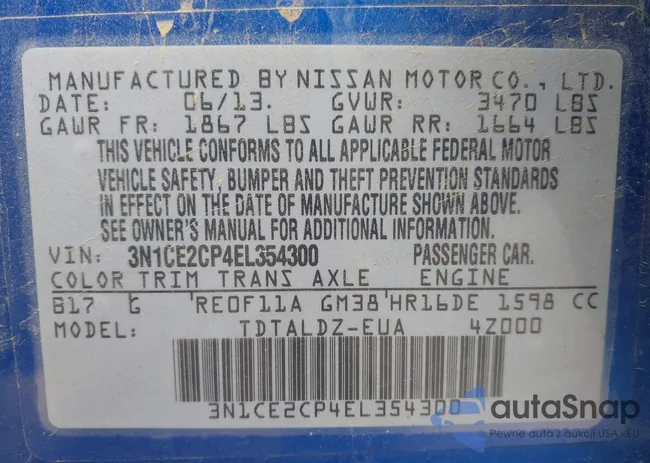 MANUFACTURED BY NISSAN MOTOR CO., LTD.
DATE: 06/13. GVWR: 3470 LBS
GAWR FR: 1867 LBS GAWR RR: 1664 LBS
THIS VEHICLE CONFORMS TO ALL APPLICABLE FEDERAL MOTOR
VEHICLE SAFETY, BUMPER AND THEFT PREVENTION STANDARDS
IN EFFECT ON THE DATE OF MANUFACTURE SHOWN ABOVE.
SEE OWNER'S MANUAL FOR ADDITIONAL INFORMATION.
VIN: 3N1CE2CP4EL354300 PASSENGER CAR.
COLOR TRIM TRANS AXLE ENGINE
B17 G RE0F11A GM38 HR16DE 1598 CC
MODEL: TDTALDZ-EUA 4Z000
3N1CE2CP4EL354300
autaSnap
Pewne auta z aukcji USA i EU